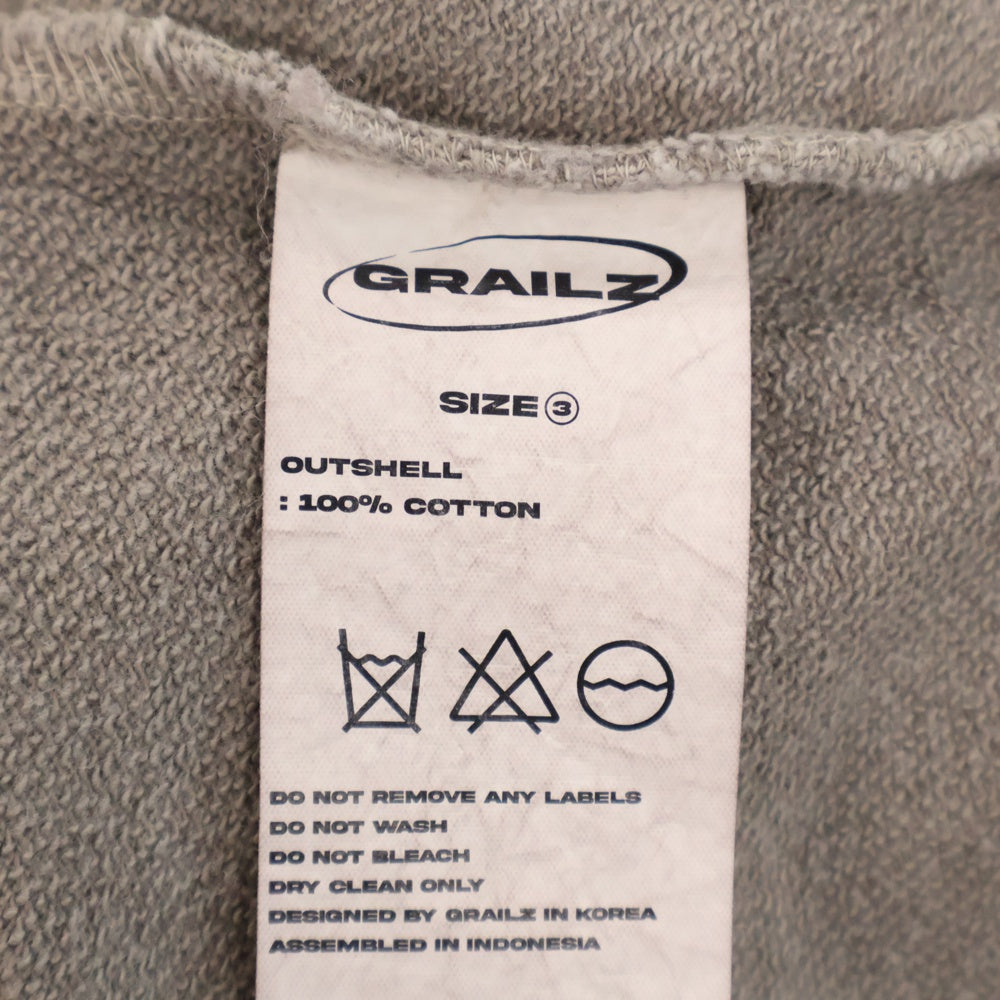 GRAILZ
SIZE 3
OUTSHELL
: 100% COTTON
DO NOT REMOVE ANY LABELS
DO NOT WASH
DO NOT BLEACH
DRY CLEAN ONLY
DESIGNED BY GRAILZ IN KOREA
ASSEMBLED IN INDONESIA